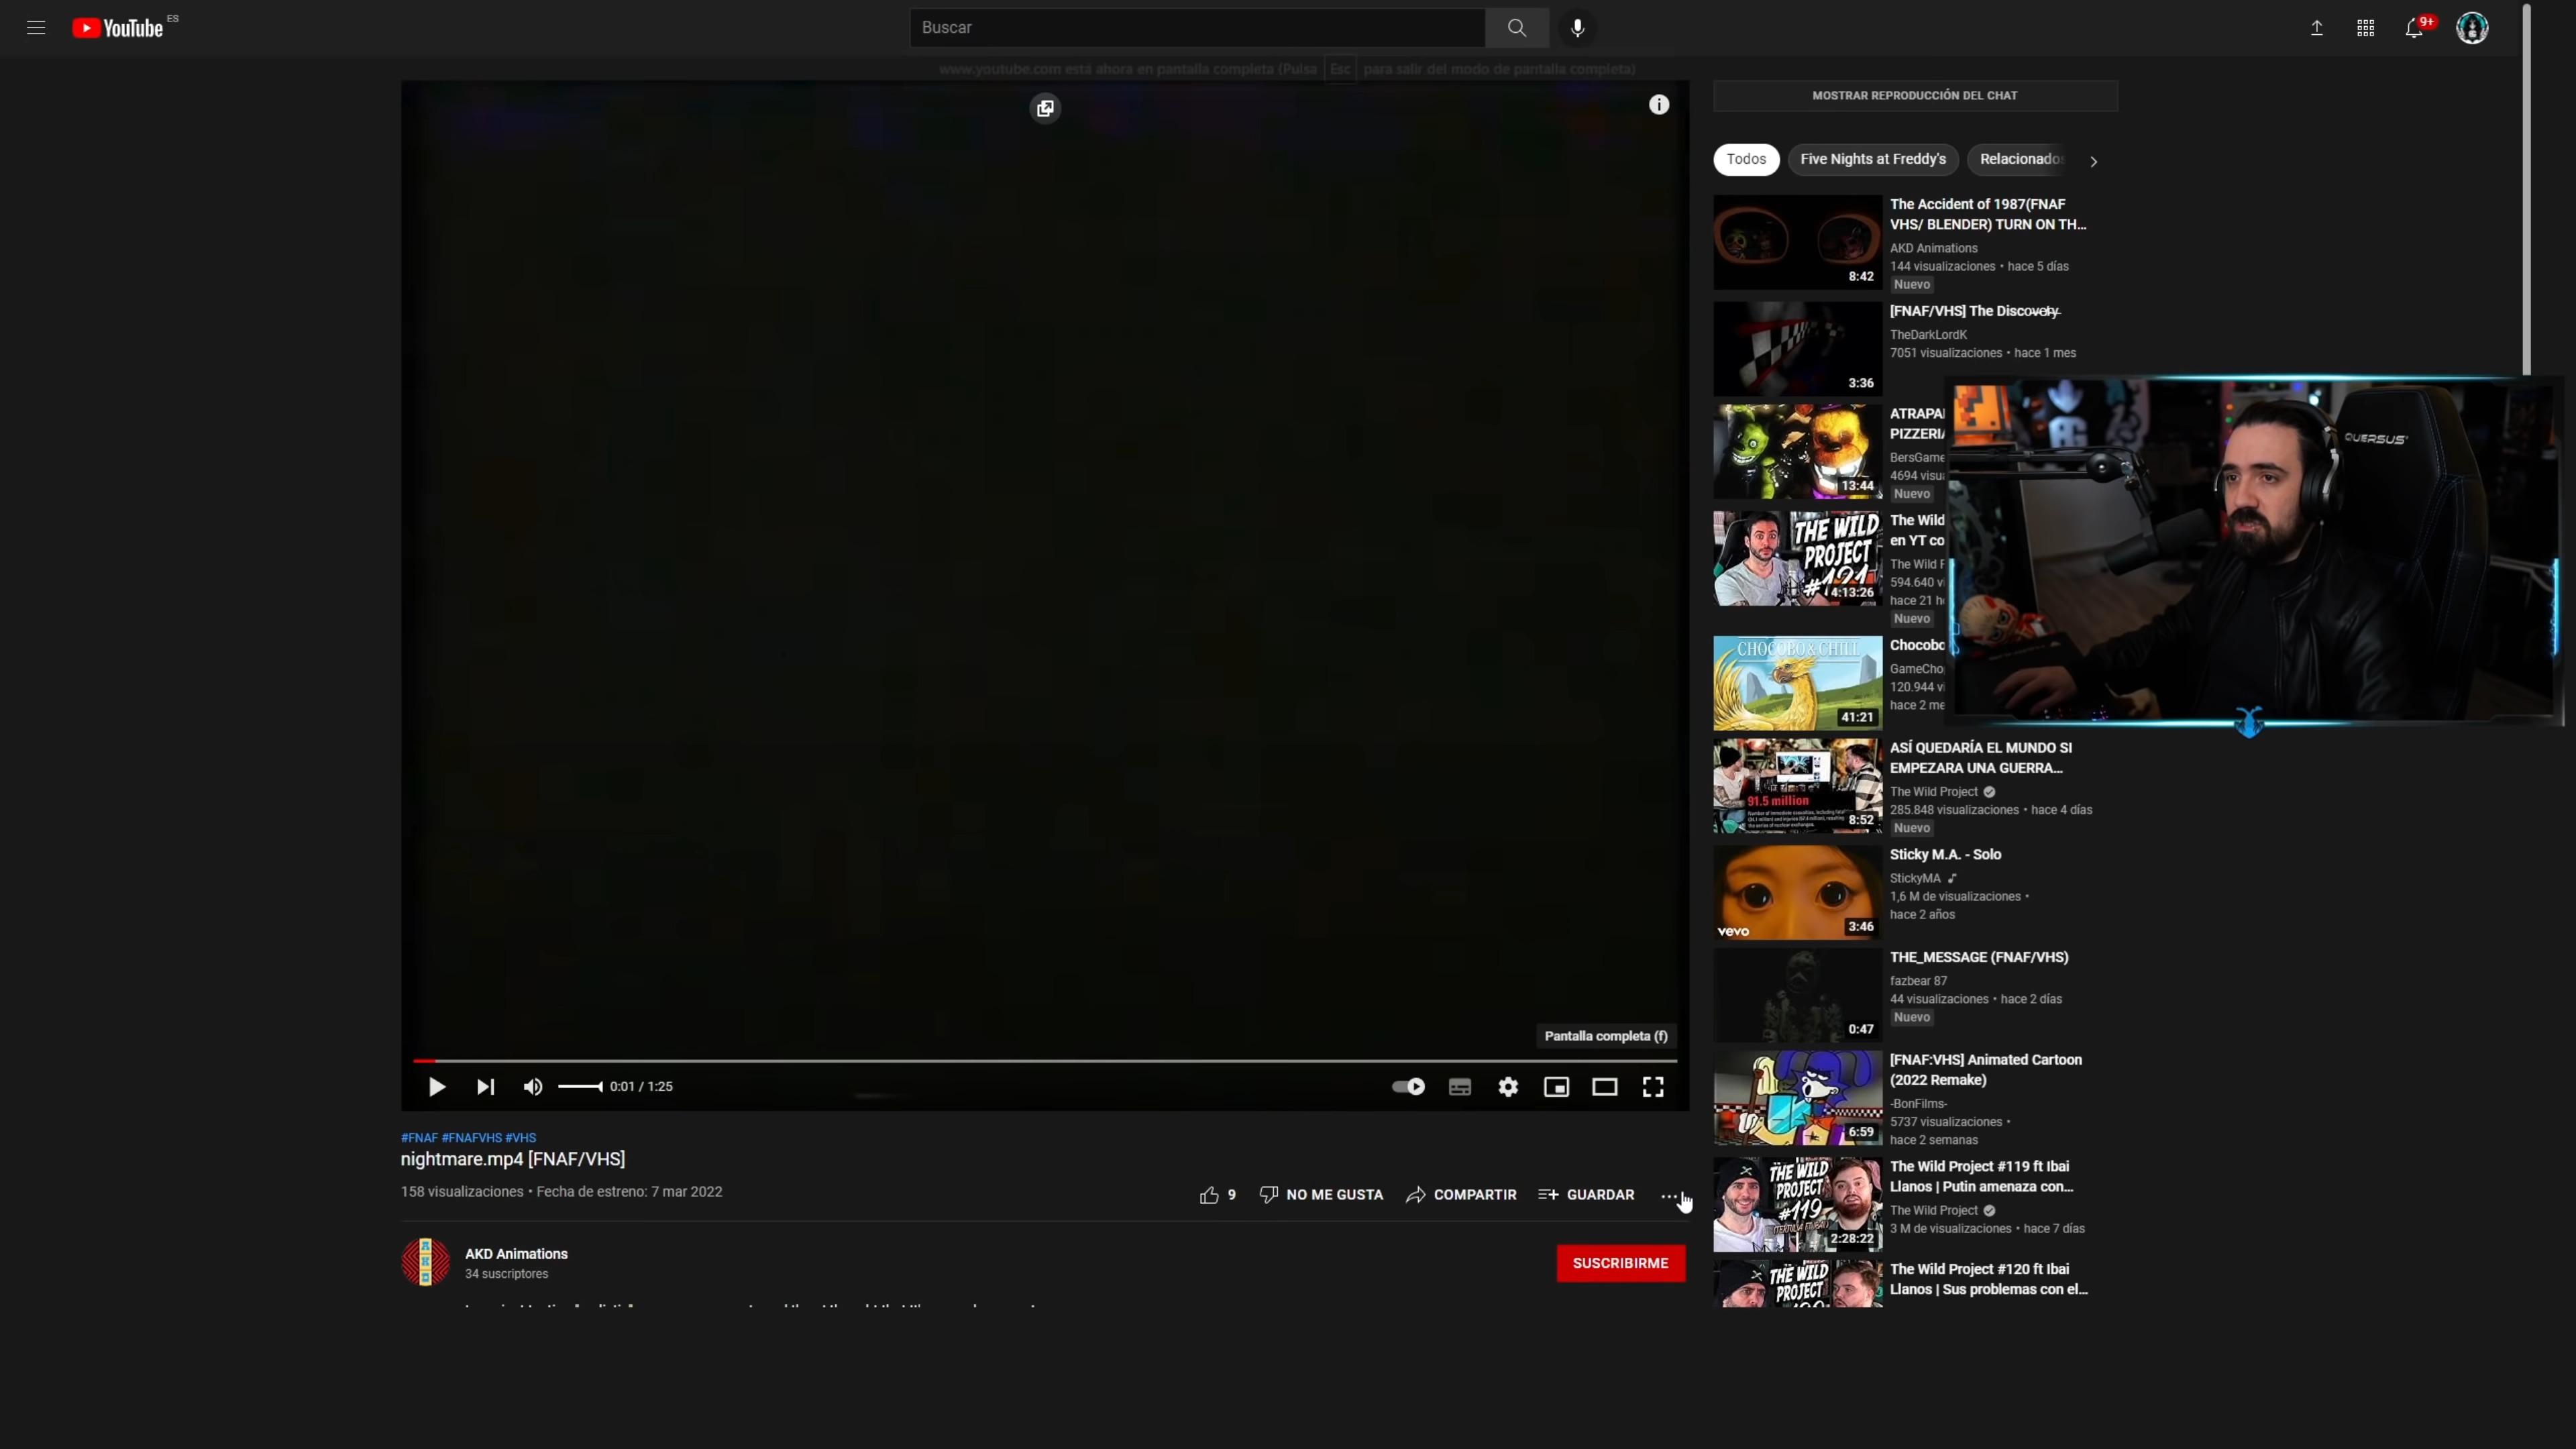 YouTube ES
Buscar
9+
www.youtube.com está ahora en pantalla completa (Pulsa Esc para salir del modo de pantalla completa)
MOSTRAR REPRODUCCIÓN DEL CHAT
Todos
Five Nights at Freddy's
Relacionados
The Accident of 1987(FNAF
VHS/ BLENDER) TURON ON TH...
AKD Animations
144 visualizaciones • hace 5 días
Nuevo
8:42
[FNAF/VHS] The Discovety
TheDarkLordK
7051 visualizaciones • hace 1 mes
3:36
ATRAPA
PIZZERI
BersGame
4694 visu
Nuevo
13:44
QUERSUS
THE WILD
PROJECT
#121
4:13:26
The Wild
en YT co
The Wild
594.640 vi
hace 21 h
Nuevo
CHOCOBO & CHILL
41:21
Chocobo
GameCho
120.944 v
hace 2 me
ASÍ QUEDARÍA EL MUNDO SI
EMPEZARA UNA GUERRA...
The Wild Project
285.848 visualizaciones • hace 4 días
Nuevo
91.5 million
8:52
Sticky M.A. - Solo
StickyMA
1,6 M de visualizaciones •
hace 2 años
vevo
3:46
THE_MESSAGE (FNAF/VHS)
fazbear 87
44 visualizaciones • hace 2 días
Nuevo
0:47
[FNAF:VHS] Animated Cartoon
(2022 Remake)
-BonFilms-
5737 visualizaciones •
hace 2 semanas
6:59
The Wild Project #119 ft Ibai
Llanos | Putin amenaza con...
The Wild Project
3 M de visualizaciones • hace 7 días
THE WILD
PROJECT
#119
2:28:22
The Wild Project #120 ft Ibai
Llanos | Sus problemas con el...
THE WILD
PROJECT
Pantalla completa (f)
0:01 / 1:25
#FNAF #FNAFVHS #VHS
nightmare.mp4 [FNAF/VHS]
158 visualizaciones • Fecha de estreno: 7 mar 2022
9
NO ME GUSTA
COMPARTIR
GUARDAR
AKD Animations
34 suscriptores
SUSCRIBIRME